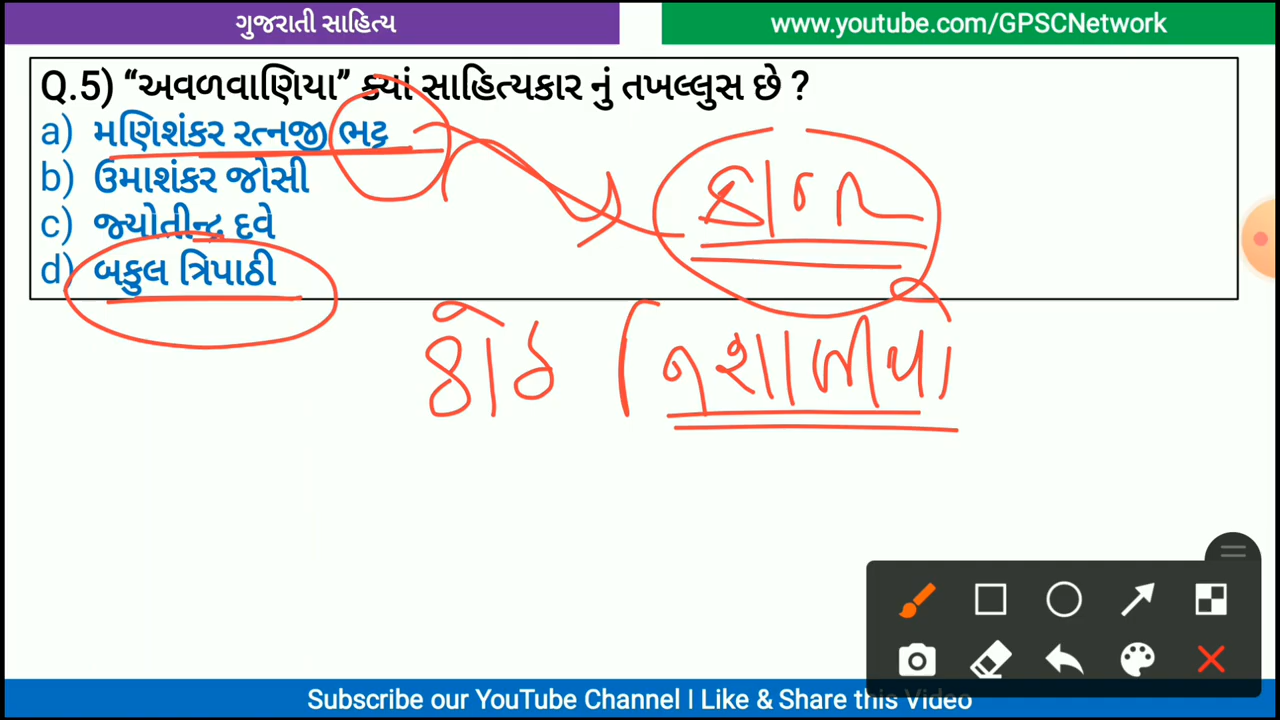 ગુજરાતી સાહિત્ય
www.youtube.com/GPSCNetwork
Q.5) “અવળવાણિયા” ક્યાં સાહિત્યકાર નું તખલ્લુસ છે ?
a) મણિશંકર રત્નજી ભટ્ટ
b) ઉમાશંકર જોસી
c) જ્યોતીન્દ્ર દવે
d) બકુલ ત્રિપાઠી
કાન્ત
Subscribe our YouTube Channel | Like & Share this Video